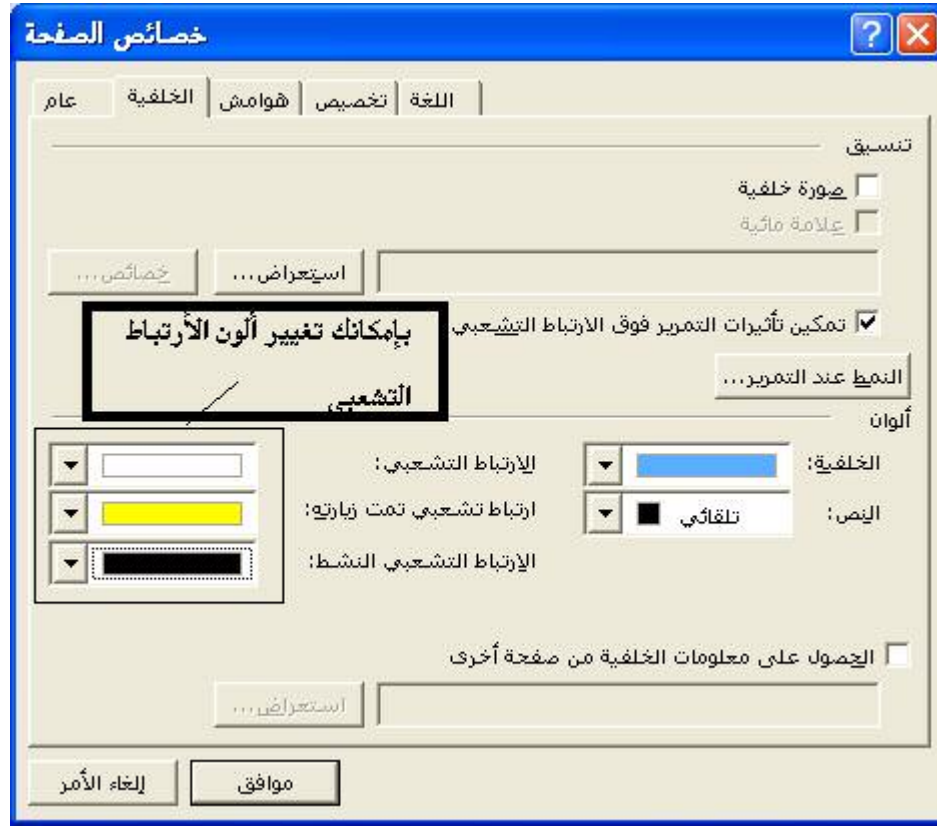 خصائص الصفحة
عام الخلفية هوامش تخصيص اللغة
تنسيق
صورة خلفية
علامة مائية
استعراض... خصائص...
تمكين تأثيرات التمرير فوق الارتباط التشعبي
بإمكانك تغيير ألون الأرتباط
التشعبي
النمط عند التمرير...
ألوان
الخلفية: الارتباط التشعبي:
النص: تلقائي ارتباط تشعبي تمت زيارته:
الارتباط التشعبي النشط:
الحصول على معلومات الخلفية من صفحة أخرى
استعراض...
موافق إلغاء الأمر